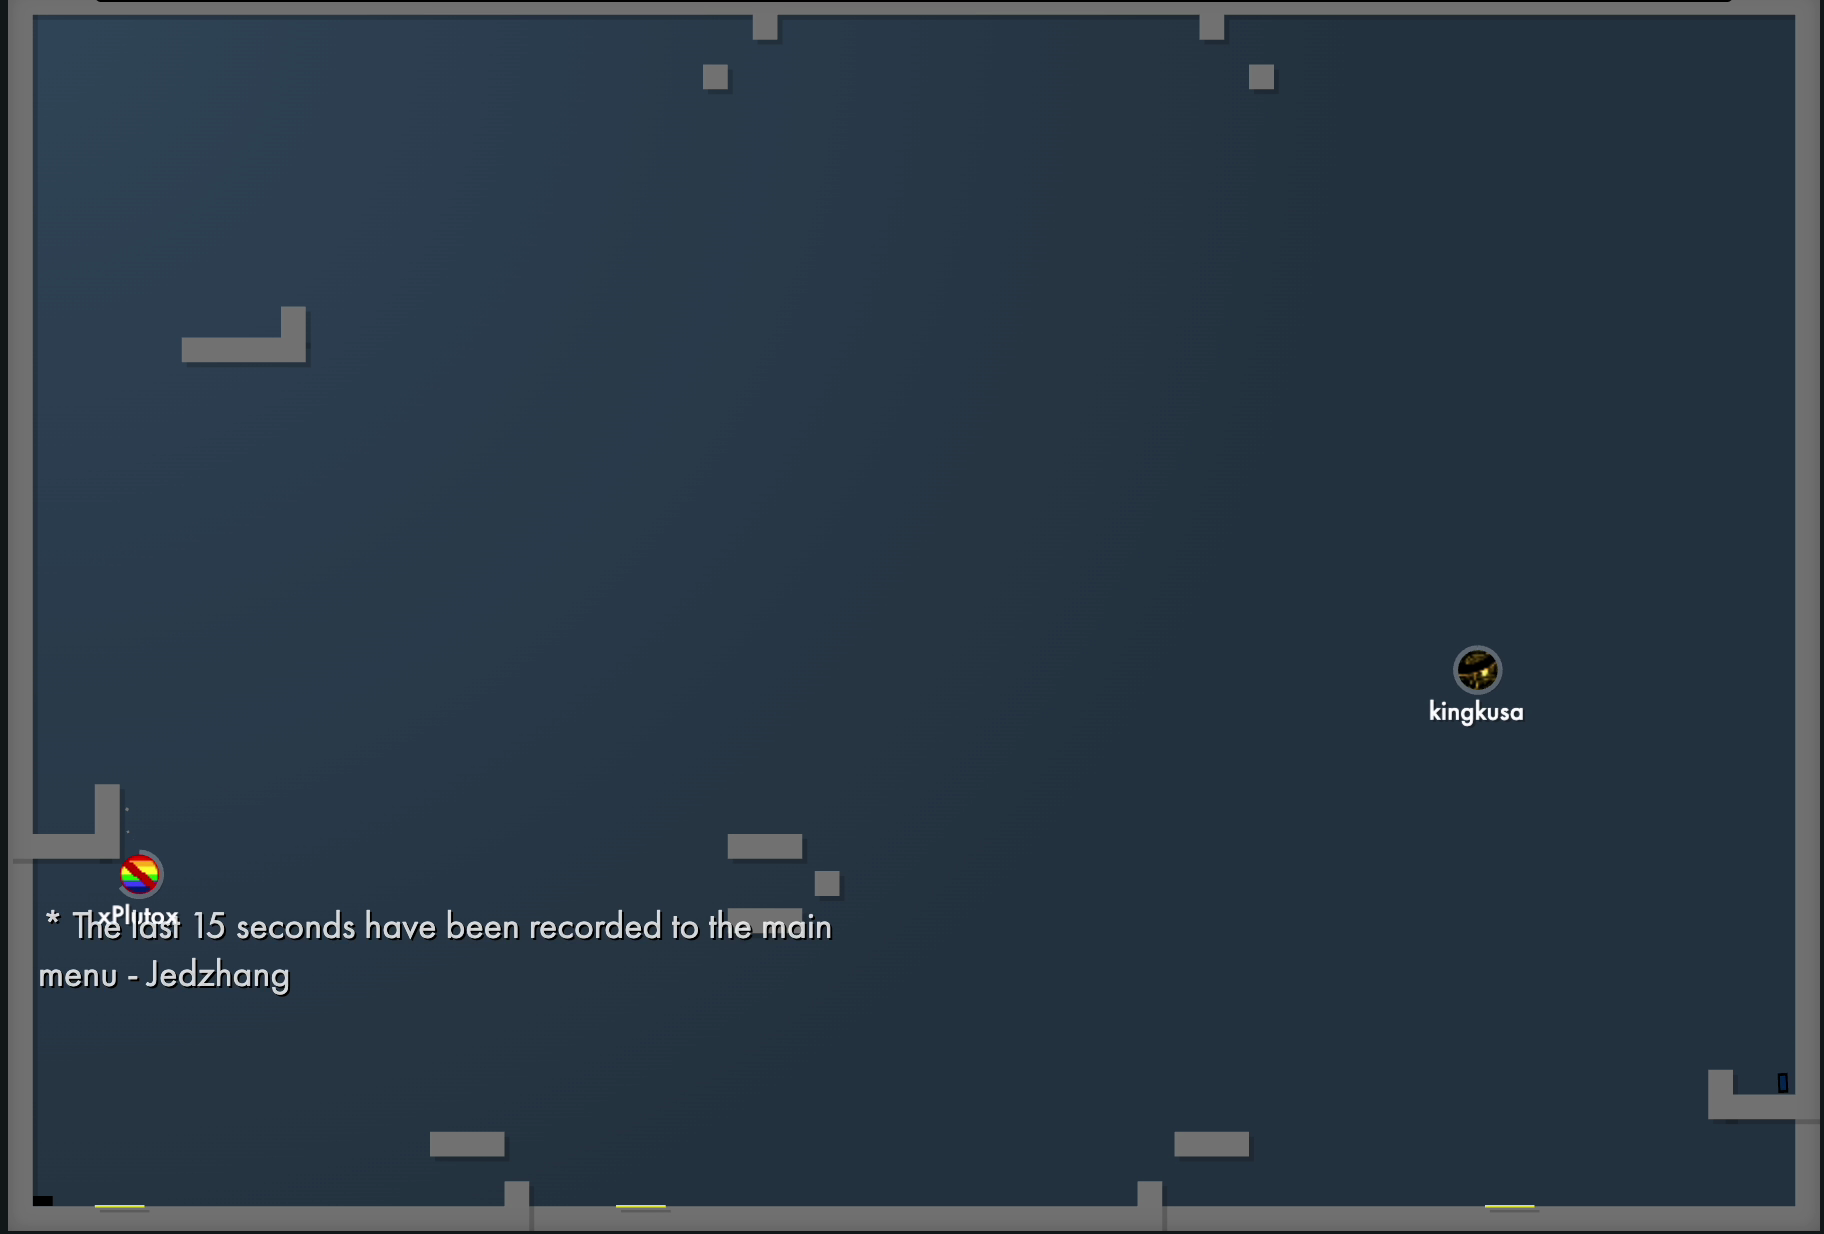 kingkusa
xPlutox
* The last 15 seconds have been recorded to the main
menu - Jedzhang